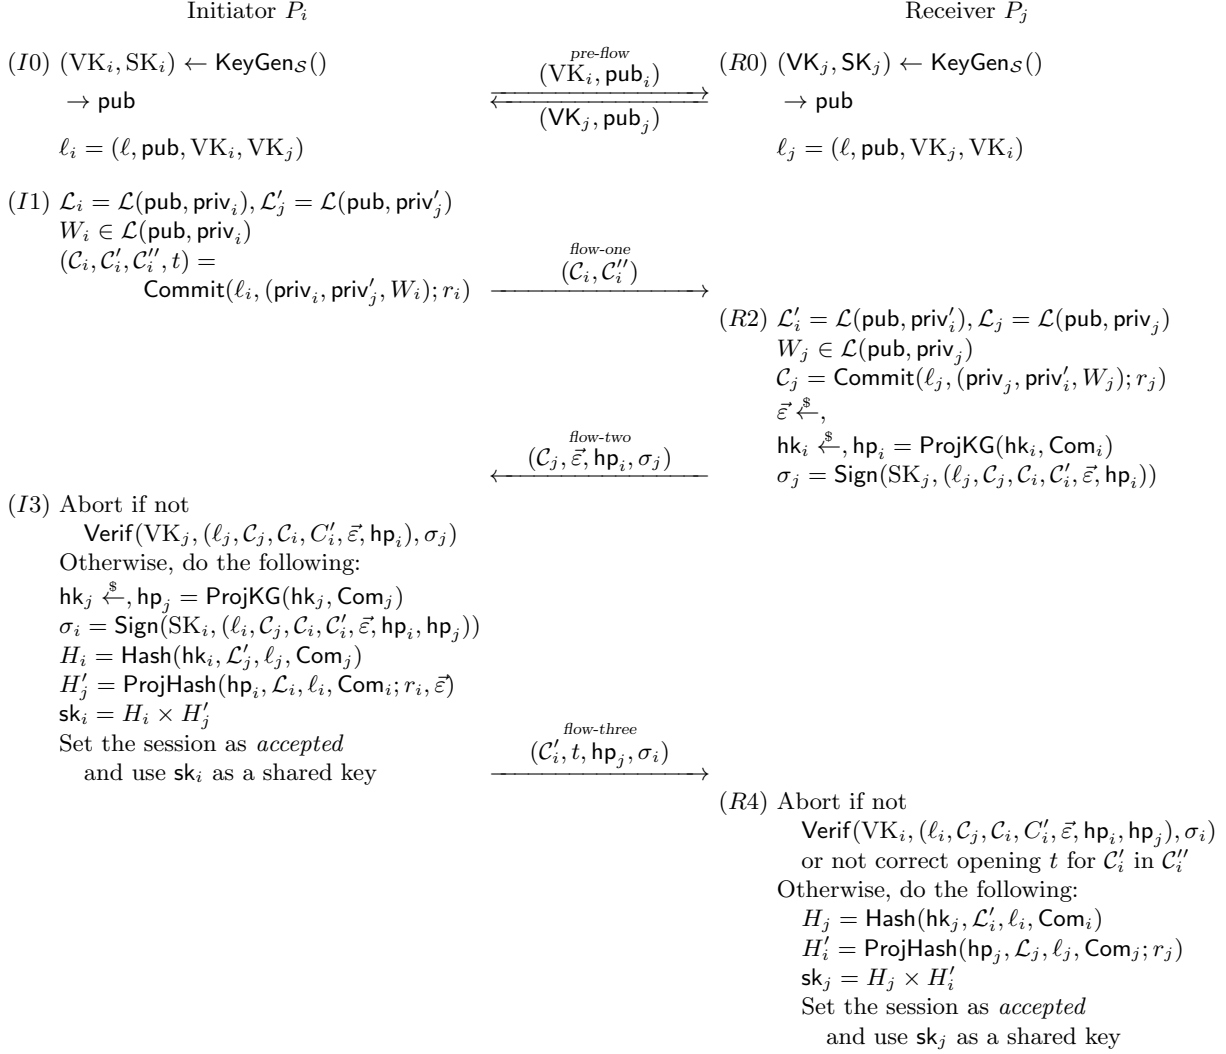 Initiator P_i
Receiver P_j
(I0) (VK_i, SK_i) ← KeyGen_𝒮()
→ pub
ℓ_i = (ℓ, pub, VK_i, VK_j)
pre-flow
(VK_i, pub_i)
(VK_j, pub_j)
(R0) (VK_j, SK_j) ← KeyGen_𝒮()
→ pub
ℓ_j = (ℓ, pub, VK_j, VK_i)
(I1) ℒ_i = ℒ(pub, priv_i), ℒ'_j = ℒ(pub, priv'_j)
W_i ∈ ℒ(pub, priv_i)
(𝒞_i, 𝒞'_i, 𝒞''_i, t) =
Commit(ℓ_i, (priv_i, priv'_j, W_i); r_i)
flow-one
(𝒞_i, 𝒞''_i)
(R2) ℒ'_i = ℒ(pub, priv'_i), ℒ_j = ℒ(pub, priv_j)
W_j ∈ ℒ(pub, priv_j)
𝒞_j = Commit(ℓ_j, (priv_j, priv'_i, W_j); r_j)
ε⃗ ←$,
hk_i ←$, hp_i = ProjKG(hk_i, Com_i)
σ_j = Sign(SK_j, (ℓ_j, 𝒞_j, 𝒞_i, 𝒞'_i, ε⃗, hp_i))
flow-two
(𝒞_j, ε⃗, hp_i, σ_j)
(I3) Abort if not
Verif(VK_j, (ℓ_j, 𝒞_j, 𝒞_i, C'_i, ε⃗, hp_i), σ_j)
Otherwise, do the following:
hk_j ←$, hp_j = ProjKG(hk_j, Com_j)
σ_i = Sign(SK_i, (ℓ_i, 𝒞_j, 𝒞_i, 𝒞'_i, ε⃗, hp_i, hp_j))
H_i = Hash(hk_i, ℒ'_j, ℓ_j, Com_j)
H'_j = ProjHash(hp_i, ℒ_i, ℓ_i, Com_i; r_i, ε⃗)
sk_i = H_i × H'_j
Set the session as accepted
and use sk_i as a shared key
flow-three
(𝒞'_i, t, hp_j, σ_i)
(R4) Abort if not
Verif(VK_i, (ℓ_i, 𝒞_j, 𝒞_i, C'_i, ε⃗, hp_i, hp_j), σ_i)
or not correct opening t for 𝒞'_i in 𝒞''_i
Otherwise, do the following:
H_j = Hash(hk_j, ℒ'_i, ℓ_i, Com_i)
H'_i = ProjHash(hp_j, ℒ_j, ℓ_j, Com_j; r_j)
sk_j = H_j × H'_i
Set the session as accepted
and use sk_j as a shared key